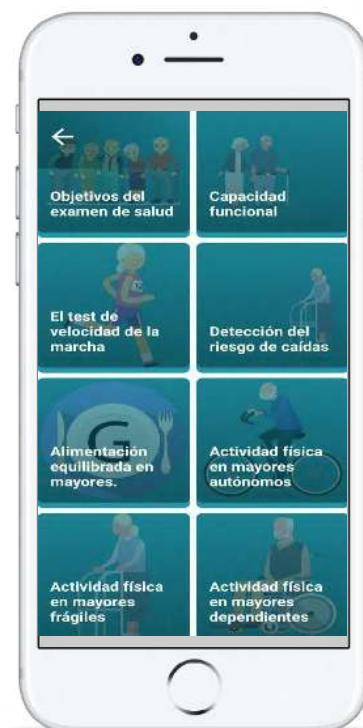 Objetivos del
examen de salud
Capacidad
funcional
El test de
velocidad de la
marcha
Detección del
riesgo de caídas
G
Alimentación
equilibrada en
mayores.
Actividad física
en mayores
autónomos
Actividad física
en mayores
frágiles
Actividad física
en mayores
dependientes